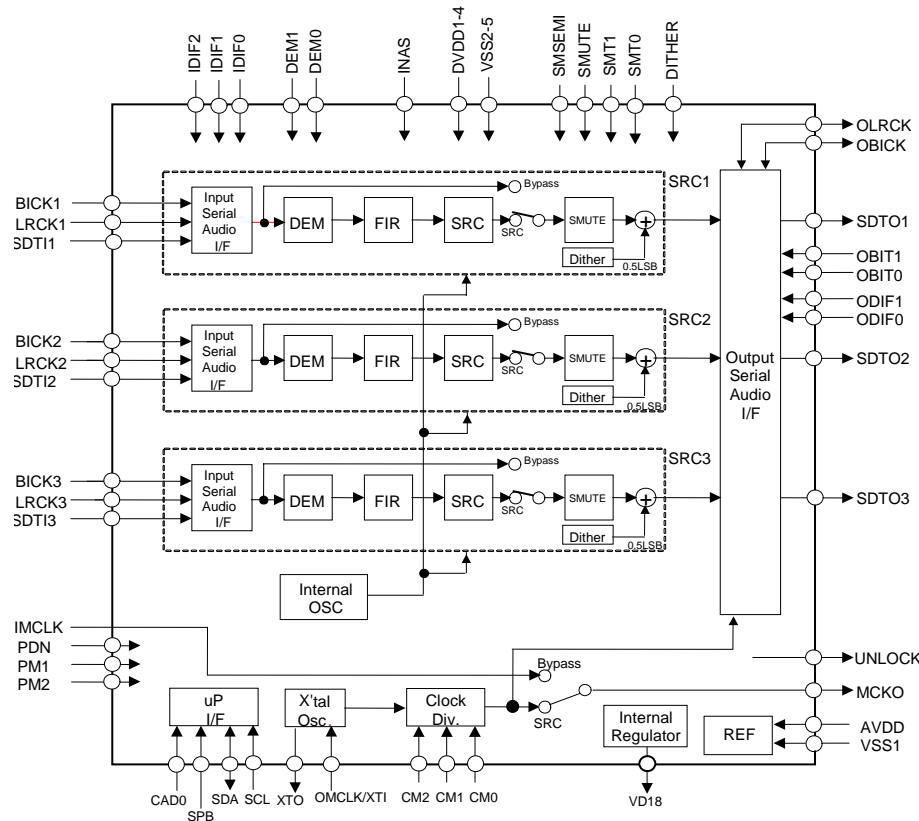 IDIF2
IDIF1
IDIF0
DEM1
DEM0
INAS
DVDD1-4
VSS2-5
SMSEMI
SMUTE
SMT1
SMT0
DITHER
OLRCK
OBICK
SRC1
BICK1
LRCK1
SDTI1
Input
Serial
Audio
I/F
DEM
FIR
SRC
Bypass
SRC
SMUTE
Dither
+
0.5LSB
SDTO1
OBIT1
OBIT0
ODIF1
ODIF0
SRC2
BICK2
LRCK2
SDTI2
Input
Serial
Audio
I/F
DEM
FIR
SRC
Bypass
SRC
SMUTE
Dither
+
0.5LSB
Output
Serial
Audio
I/F
SDTO2
SRC3
BICK3
LRCK3
SDTI3
Input
Serial
Audio
I/F
DEM
FIR
SRC
Bypass
SRC
SMUTE
Dither
+
0.5LSB
SDTO3
Internal
OSC
IMCLK
PDN
PM1
PM2
Bypass
SRC
UNLOCK
MCKO
uP
I/F
X'tal
Osc.
Clock
Div.
Internal
Regulator
REF
AVDD
VSS1
CAD0
SPB
SDA
SCL
XTO
OMCLK/XTI
CM2
CM1
CM0
VD18